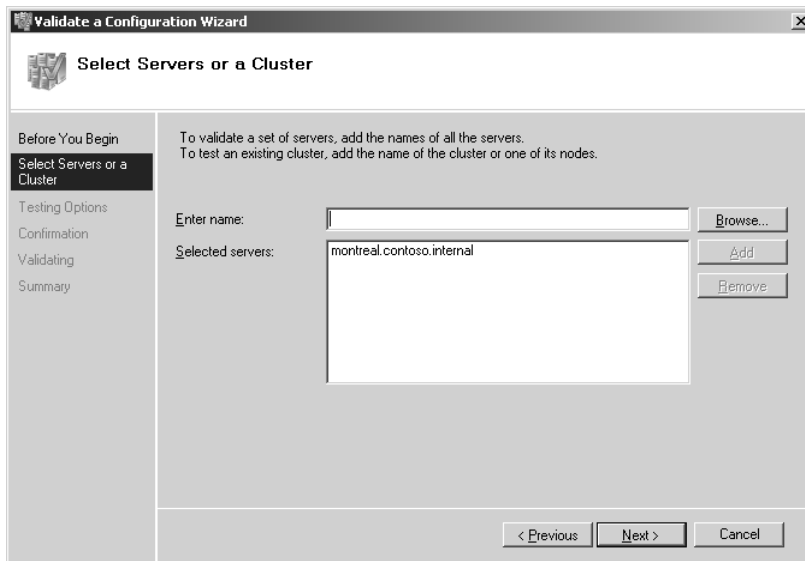 Validate a Configuration Wizard
Select Servers or a Cluster
Before You Begin
Select Servers or a
Cluster
Testing Options
Confirmation
Validating
Summary
To validate a set of servers, add the names of all the servers.
To test an existing cluster, add the name of the cluster or one of its nodes.
Enter name:
Browse...
Selected servers:
montreal.contoso.internal
Add
Remove
< Previous
Next >
Cancel